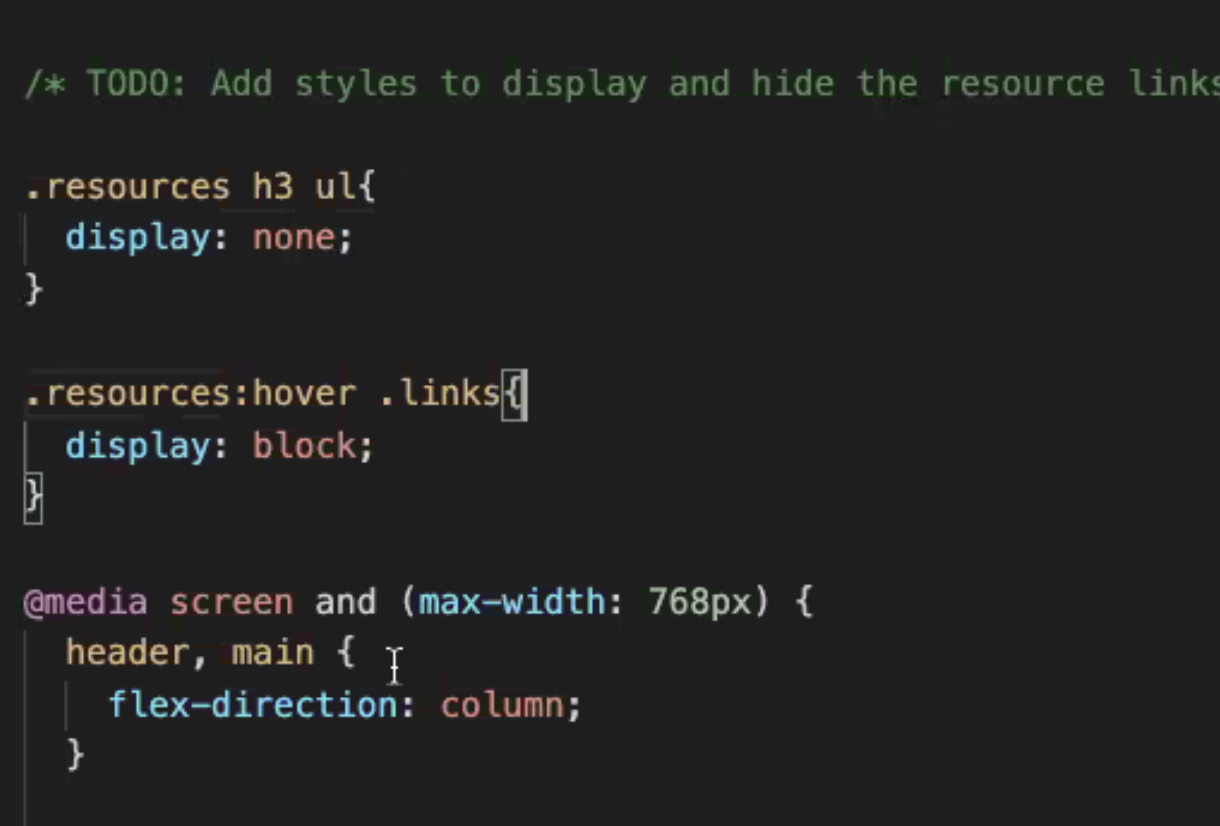 /* TODO: Add styles to display and hide the resource links
.resources h3 ul{
display: none;
}
.resources:hover .links{
display: block;
}
@media screen and (max-width: 768px) {
header, main {
flex-direction: column;
}